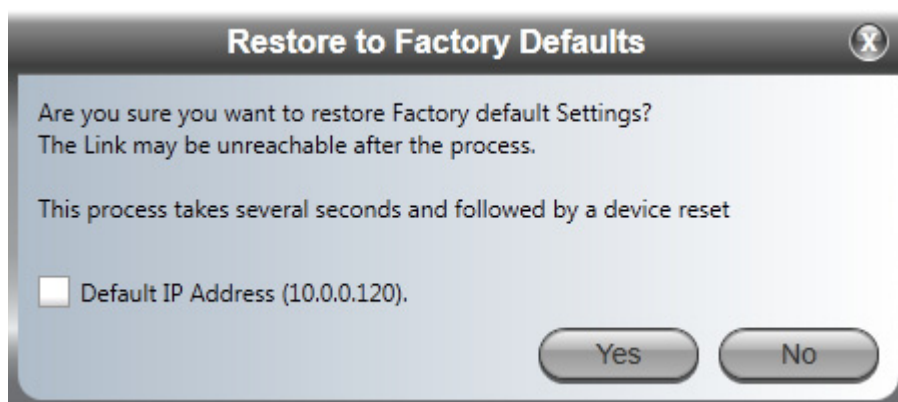 Restore to Factory Defaults
X
Are you sure you want to restore Factory default Settings?
The Link may be unreachable after the process.
This process takes several seconds and followed by a device reset
Default IP Address (10.0.0.120).
Yes
No